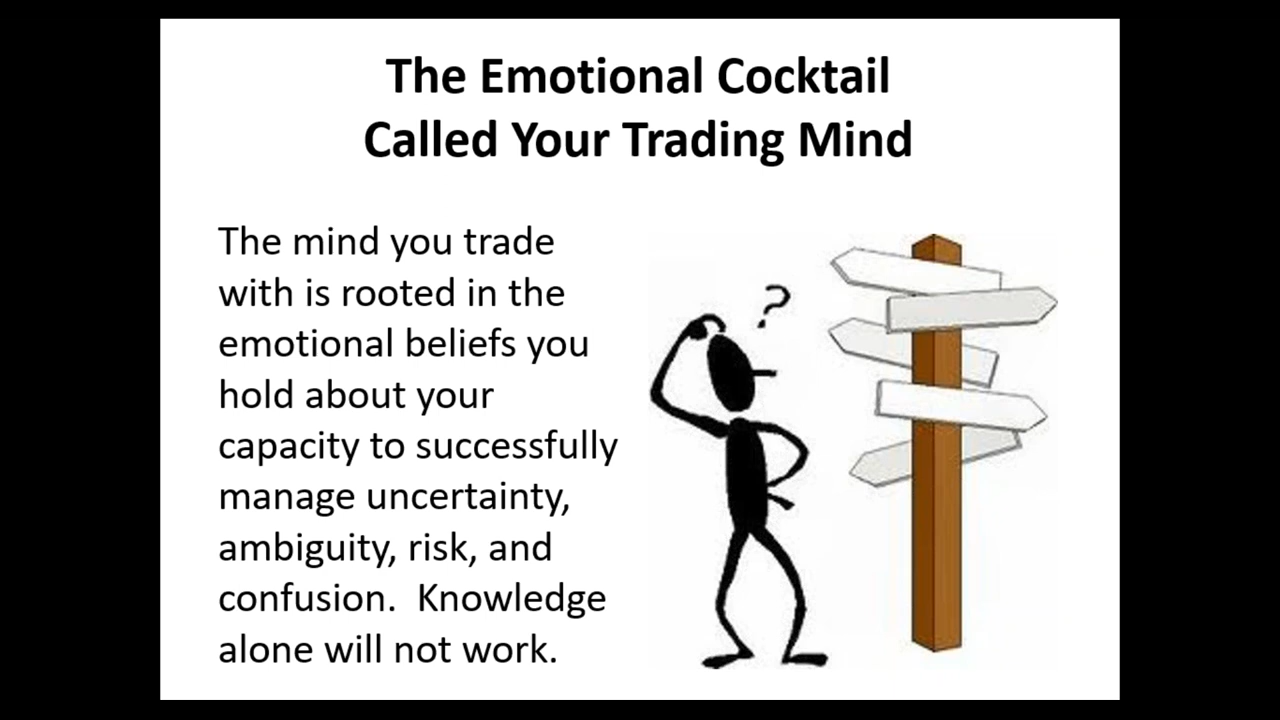 The Emotional Cocktail
Called Your Trading Mind
The mind you trade
with is rooted in the
emotional beliefs you
hold about your
capacity to successfully
manage uncertainty,
ambiguity, risk, and
confusion.  Knowledge
alone will not work.
?